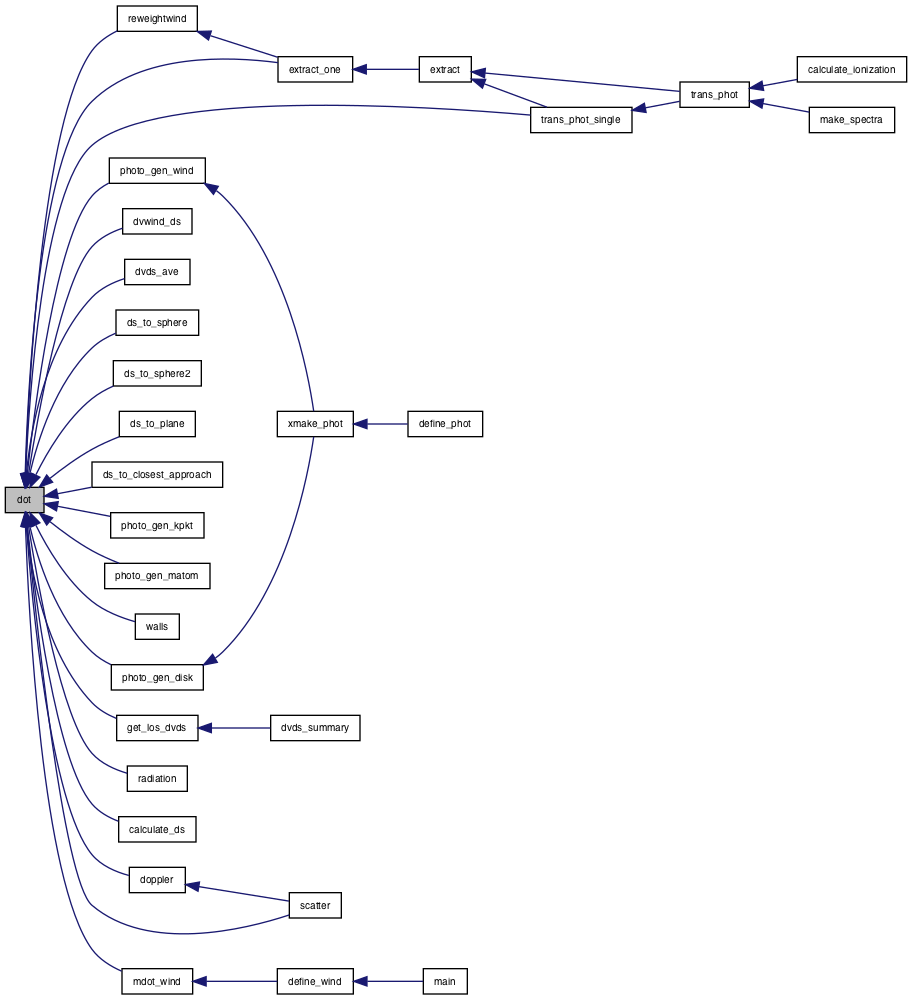 reweightwind
extract_one
extract
calculate_ionization
trans_phot
trans_phot_single
make_spectra
photo_gen_wind
dvwind_ds
dvds_ave
ds_to_sphere
ds_to_sphere2
ds_to_plane
xmake_phot
define_phot
ds_to_closest_approach
dot
photo_gen_kpkt
photo_gen_matom
walls
photo_gen_disk
get_los_dvds
dvds_summary
radiation
calculate_ds
doppler
scatter
mdot_wind
define_wind
main